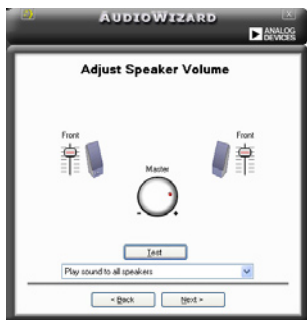 AUDIOWIZARD
ANALOG
DEVICES
Adjust Speaker Volume
Front
Front
Master
- +
Test
Play sound to all speakers
< Back
Next >